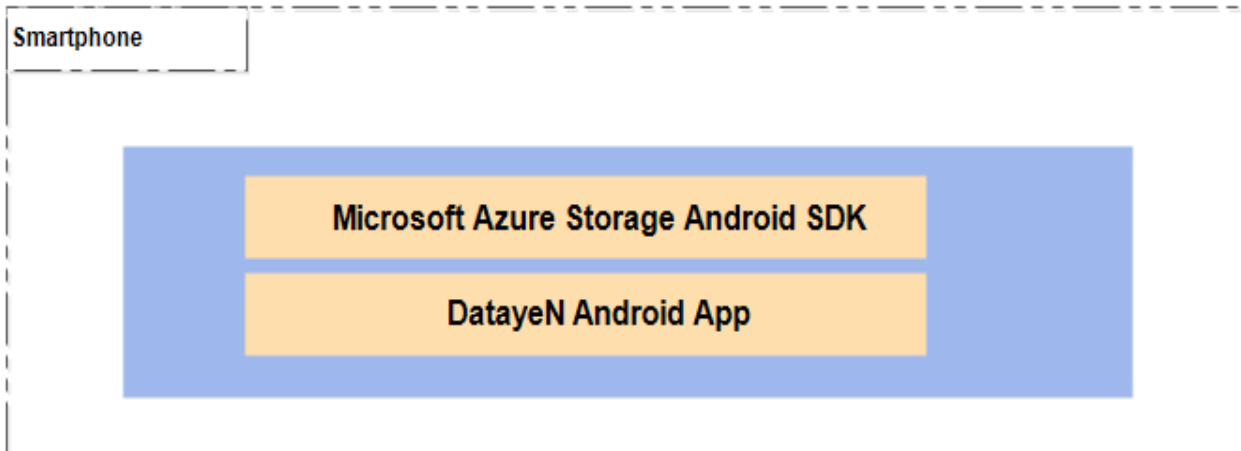 Smartphone
Microsoft Azure Storage Android SDK
DatayeN Android App